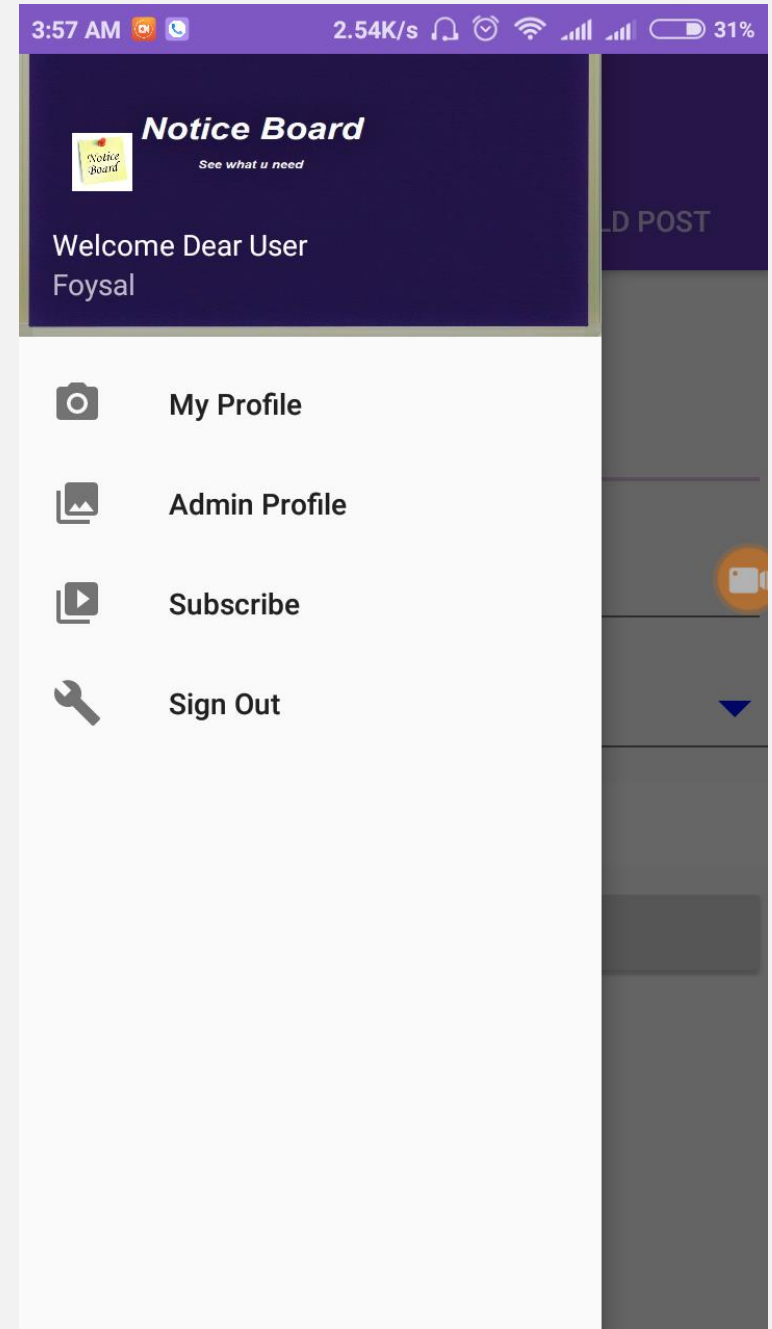 3:57 AM 2.54K/s 31%
Notice Board
Notice
Board
See what u need
LD POST
Welcome Dear User
Foysal
My Profile
Admin Profile
Subscribe
Sign Out